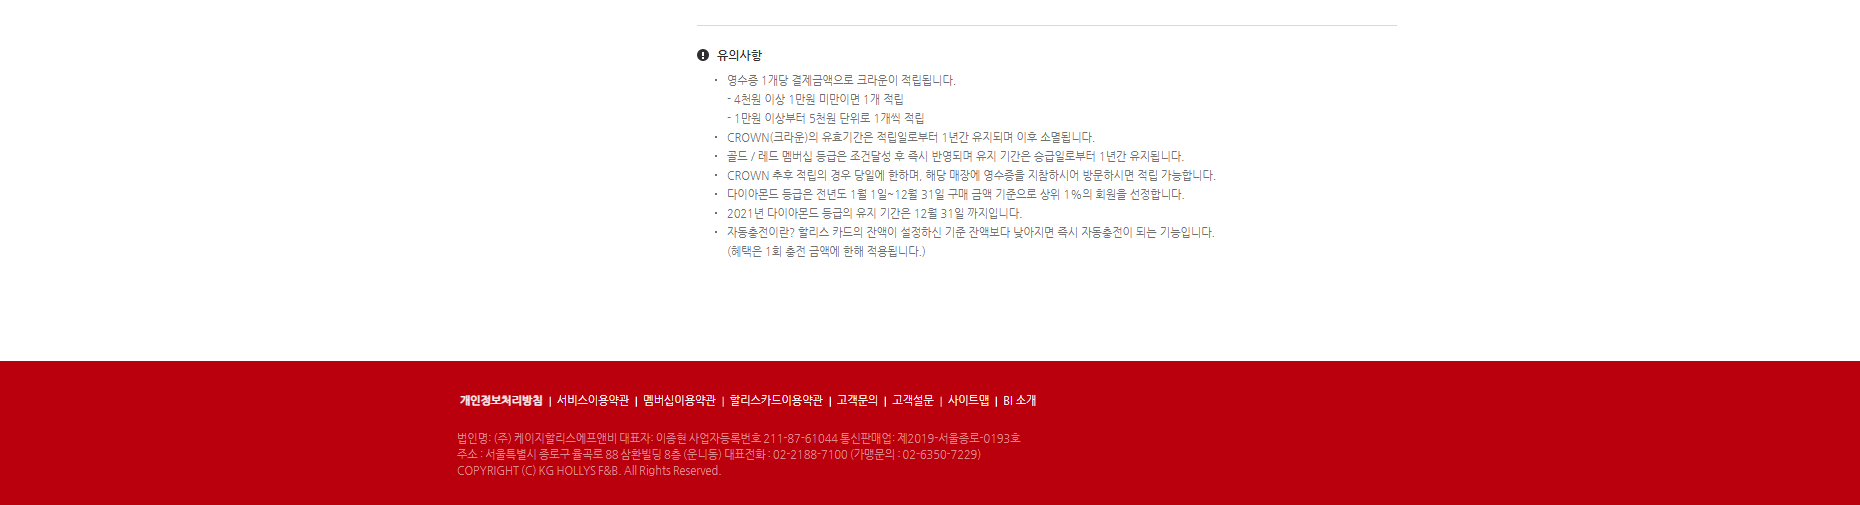 유의사항
· 영수증 1개당 결제금액으로 크라운이 적립됩니다.
- 4천원 이상 1만원 미만이면 1개 적립
- 1만원 이상부터 5천원 단위로 1개씩 적립
· CROWN(크라운)의 유효기간은 적립일로부터 1년간 유지되며 이후 소멸됩니다.
· 골드 / 레드 멤버십 등급은 조건달성 후 즉시 반영되며 유지 기간은 승급일로부터 1년간 유지됩니다.
· CROWN 추후 적립의 경우 당일에 한하며, 해당 매장에 영수증을 지참하시어 방문하시면 적립 가능합니다.
· 다이아몬드 등급은 전년도 1월 1일~12월 31일 구매 금액 기준으로 상위 1%의 회원을 선정합니다.
· 2021년 다이아몬드 등급의 유지 기간은 12월 31일 까지입니다.
· 자동충전이란? 할리스 카드의 잔액이 설정하신 기준 잔액보다 낮아지면 즉시 자동충전이 되는 기능입니다.
(혜택은 1회 충전 금액에 한해 적용됩니다.)
개인정보처리방침 | 서비스이용약관 | 멤버십이용약관 | 할리스카드이용약관 | 고객문의 | 고객설문 | 사이트맵 | BI 소개
법인명: (주) 케이지할리스에프앤비 대표자: 이종현 사업자등록번호 211-87-61044 통신판매업: 제2019-서울종로-0193호
주소 : 서울특별시 종로구 율곡로 88 삼환빌딩 8층 (운니동) 대표전화 : 02-2188-7100 (가맹문의 : 02-6350-7229)
COPYRIGHT (C) KG HOLLYS F&B. All Rights Reserved.